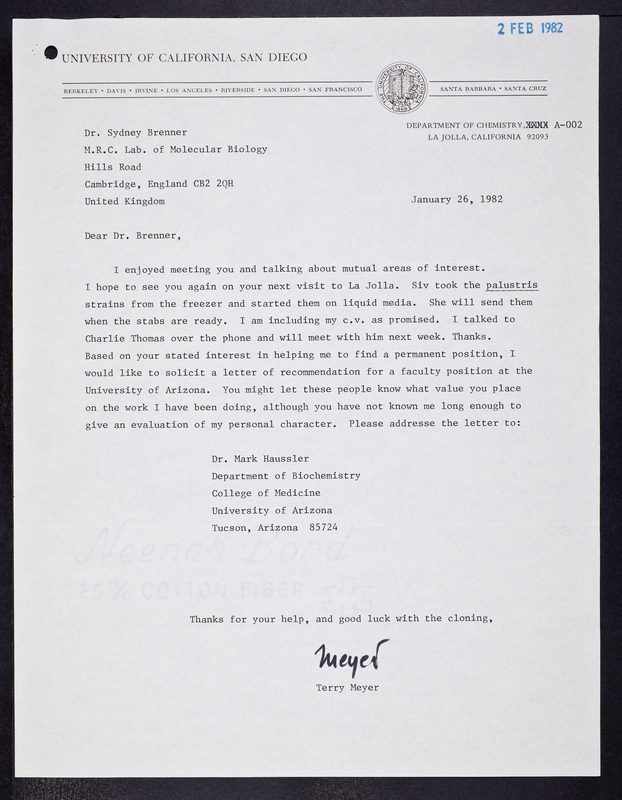 2 FEB 1982
UNIVERSITY OF CALIFORNIA, SAN DIEGO
BERKELEY • DAVIS • IRVINE • LOS ANGELES • RIVERSIDE • SAN DIEGO • SAN FRANCISCO
SANTA BARBARA • SANTA CRUZ
DEPARTMENT OF CHEMISTRY, A-002
LA JOLLA, CALIFORNIA 92093
Dr. Sydney Brenner
M.R.C. Lab. of Molecular Biology
Hills Road
Cambridge, England CB2 2QH
United Kingdom
January 26, 1982
Dear Dr. Brenner,
I enjoyed meeting you and talking about mutual areas of interest.
I hope to see you again on your next visit to La Jolla. Siv took the palustris
strains from the freezer and started them on liquid media. She will send them
when the stabs are ready. I am including my c.v. as promised. I talked to
Charlie Thomas over the phone and will meet with him next week. Thanks.
Based on your stated interest in helping me to find a permanent position, I
would like to solicit a letter of recommendation for a faculty position at the
University of Arizona. You might let these people know what value you place
on the work I have been doing, although you have not known me long enough to
give an evaluation of my personal character. Please addresse the letter to:
Dr. Mark Haussler
Department of Biochemistry
College of Medicine
University of Arizona
Tucson, Arizona 85724
Neenah Bond
25% COTTON FIBER
Thanks for your help, and good luck with the cloning,
Meyer
Terry Meyer